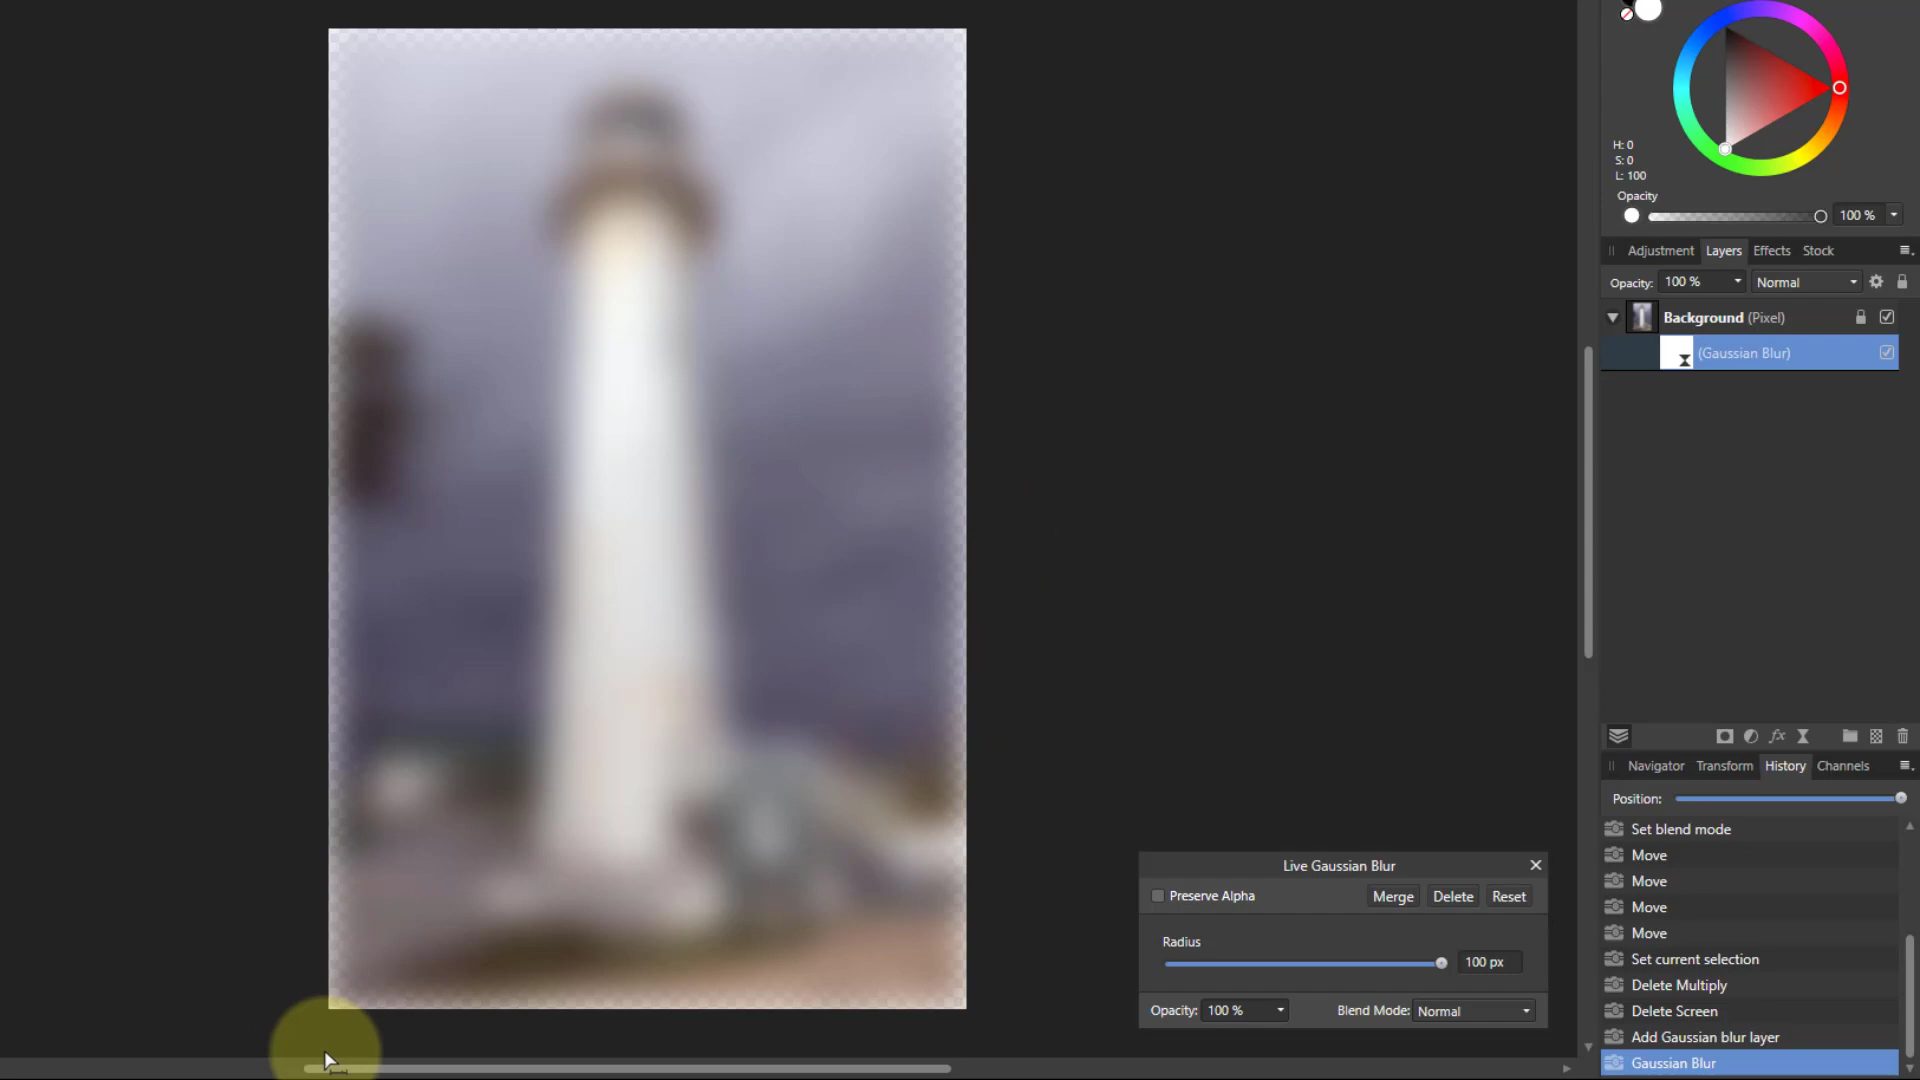 H: 0
S: 0
L: 100
Opacity
100 %
Adjustment Layers Effects Stock
Opacity: 100 % Normal
Background (Pixel)
(Gaussian Blur)
fx
Navigator Transform History Channels
Position:
Set blend mode
Move
Move
Move
Move
Set current selection
Delete Multiply
Delete Screen
Add Gaussian blur layer
Gaussian Blur
Live Gaussian Blur
Preserve Alpha Merge Delete Reset
Radius
100 px
Opacity: 100 % Blend Mode: Normal